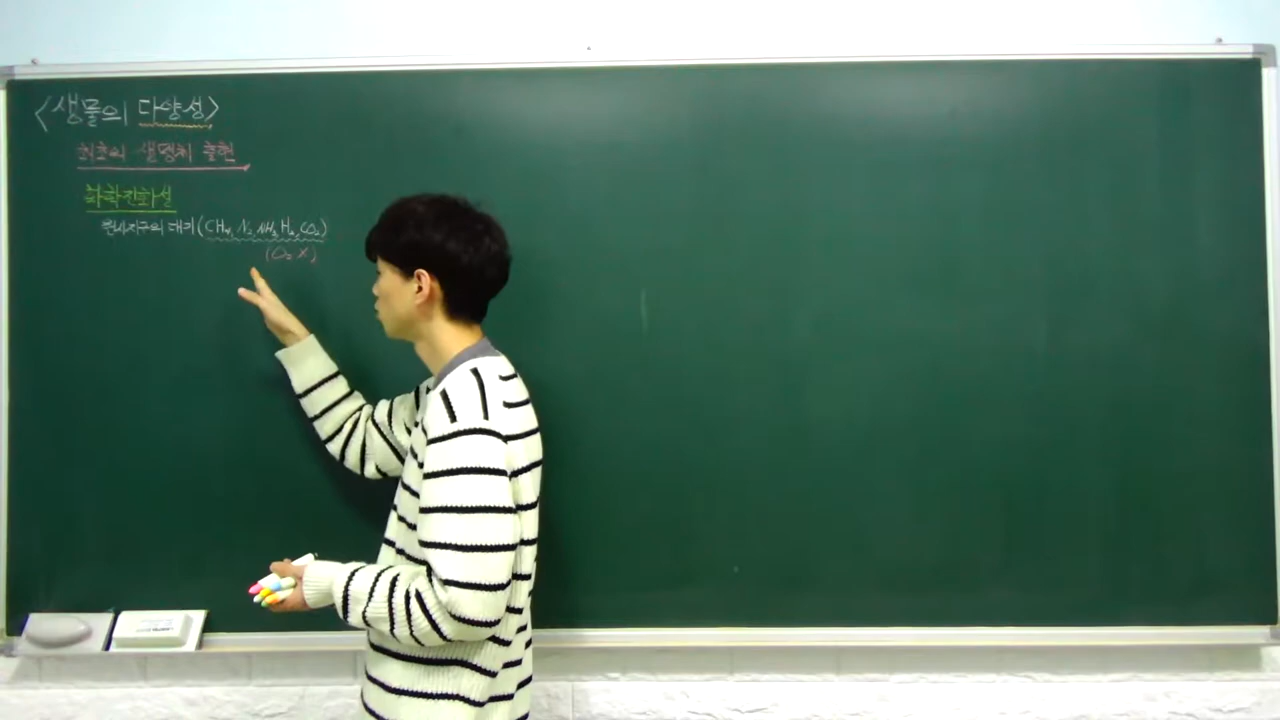 <생물의 다양성>
최초의 생명체 출현
화학진화설
원시지구의 대기 (CH₄, N₂, NH₃, H₂, CO₂)
(O₂ X)